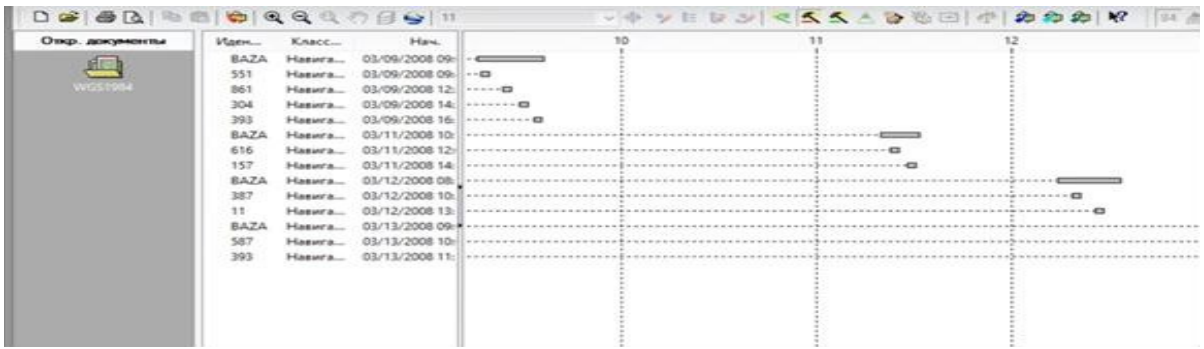 11 84
Откр. документы Иден... Класс... Нач. 10 11 12
WGS1984
BAZA Навига... 03/09/2008 09:
551 Навига... 03/09/2008 09:
861 Навига... 03/09/2008 12:
304 Навига... 03/09/2008 14:
393 Навига... 03/09/2008 16:
BAZA Навига... 03/11/2008 10:
616 Навига... 03/11/2008 12:
157 Навига... 03/11/2008 14:
BAZA Навига... 03/12/2008 08:
387 Навига... 03/12/2008 10:
11 Навига... 03/12/2008 13:
BAZA Навига... 03/13/2008 09:
587 Навига... 03/13/2008 10:
393 Навига... 03/13/2008 11: